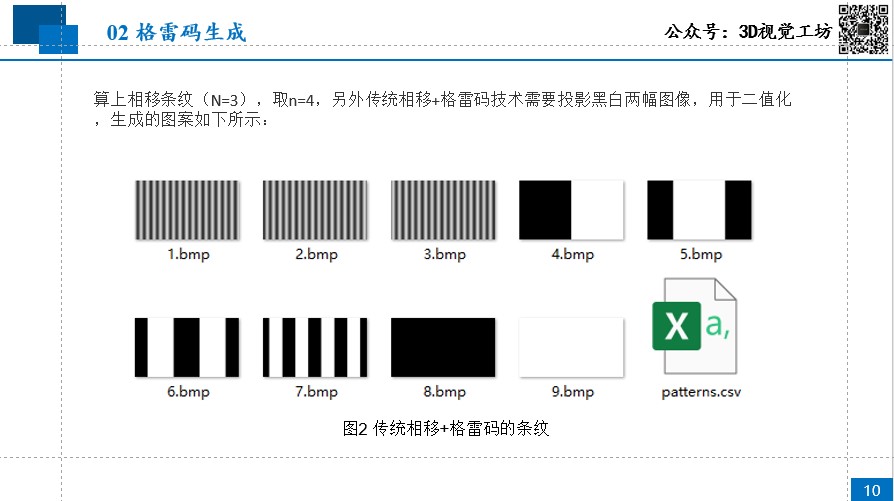 02 格雷码生成
公众号：3D视觉工坊
算上相移条纹（N=3），取n=4，另外传统相移+格雷码技术需要投影黑白两幅图像，用于二值化
，生成的图案如下所示：
1.bmp
2.bmp
3.bmp
4.bmp
5.bmp
X a,
6.bmp
7.bmp
8.bmp
9.bmp
patterns.csv
图2 传统相移+格雷码的条纹
10